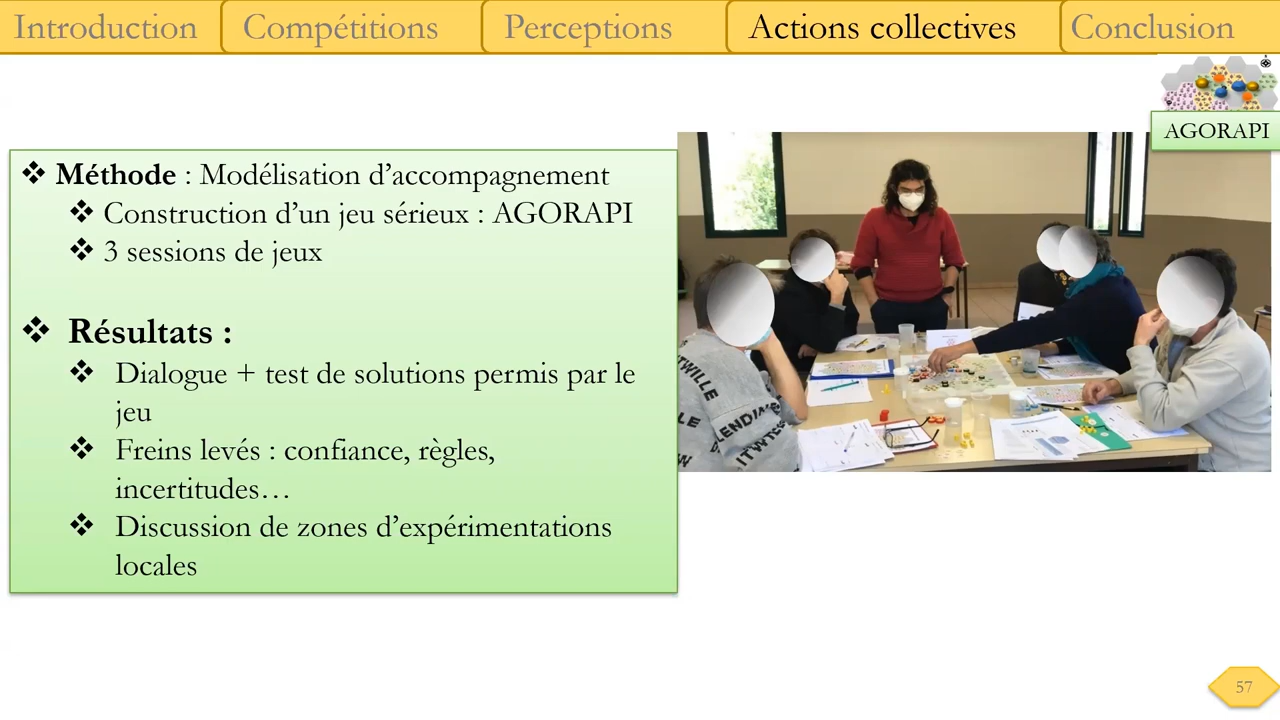 Introduction
Compétitions
Perceptions
Actions collectives
Conclusion
AGORAPI
❖ Méthode : Modélisation d’accompagnement
❖ Construction d’un jeu sérieux : AGORAPI
❖ 3 sessions de jeux
❖ Résultats :
❖ Dialogue + test de solutions permis par le
jeu
❖ Freins levés : confiance, règles,
incertitudes…
❖ Discussion de zones d’expérimentations
locales
57